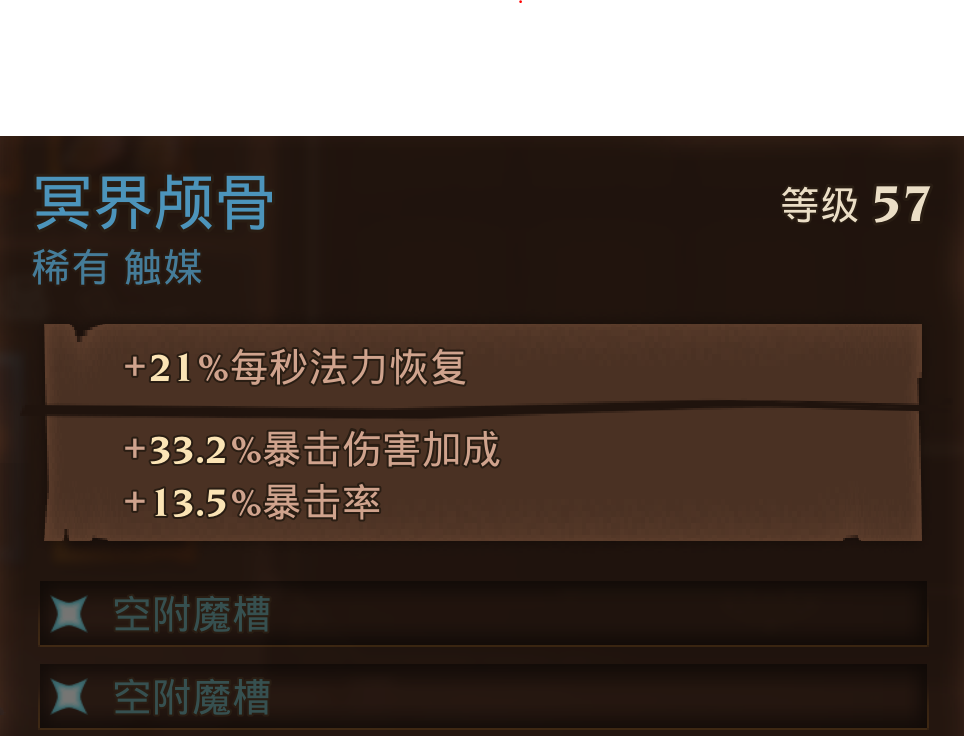 冥界颅骨
等级 57
稀有 触媒
+21%每秒法力恢复
+33.2%暴击伤害加成
+13.5%暴击率
空附魔槽
空附魔槽